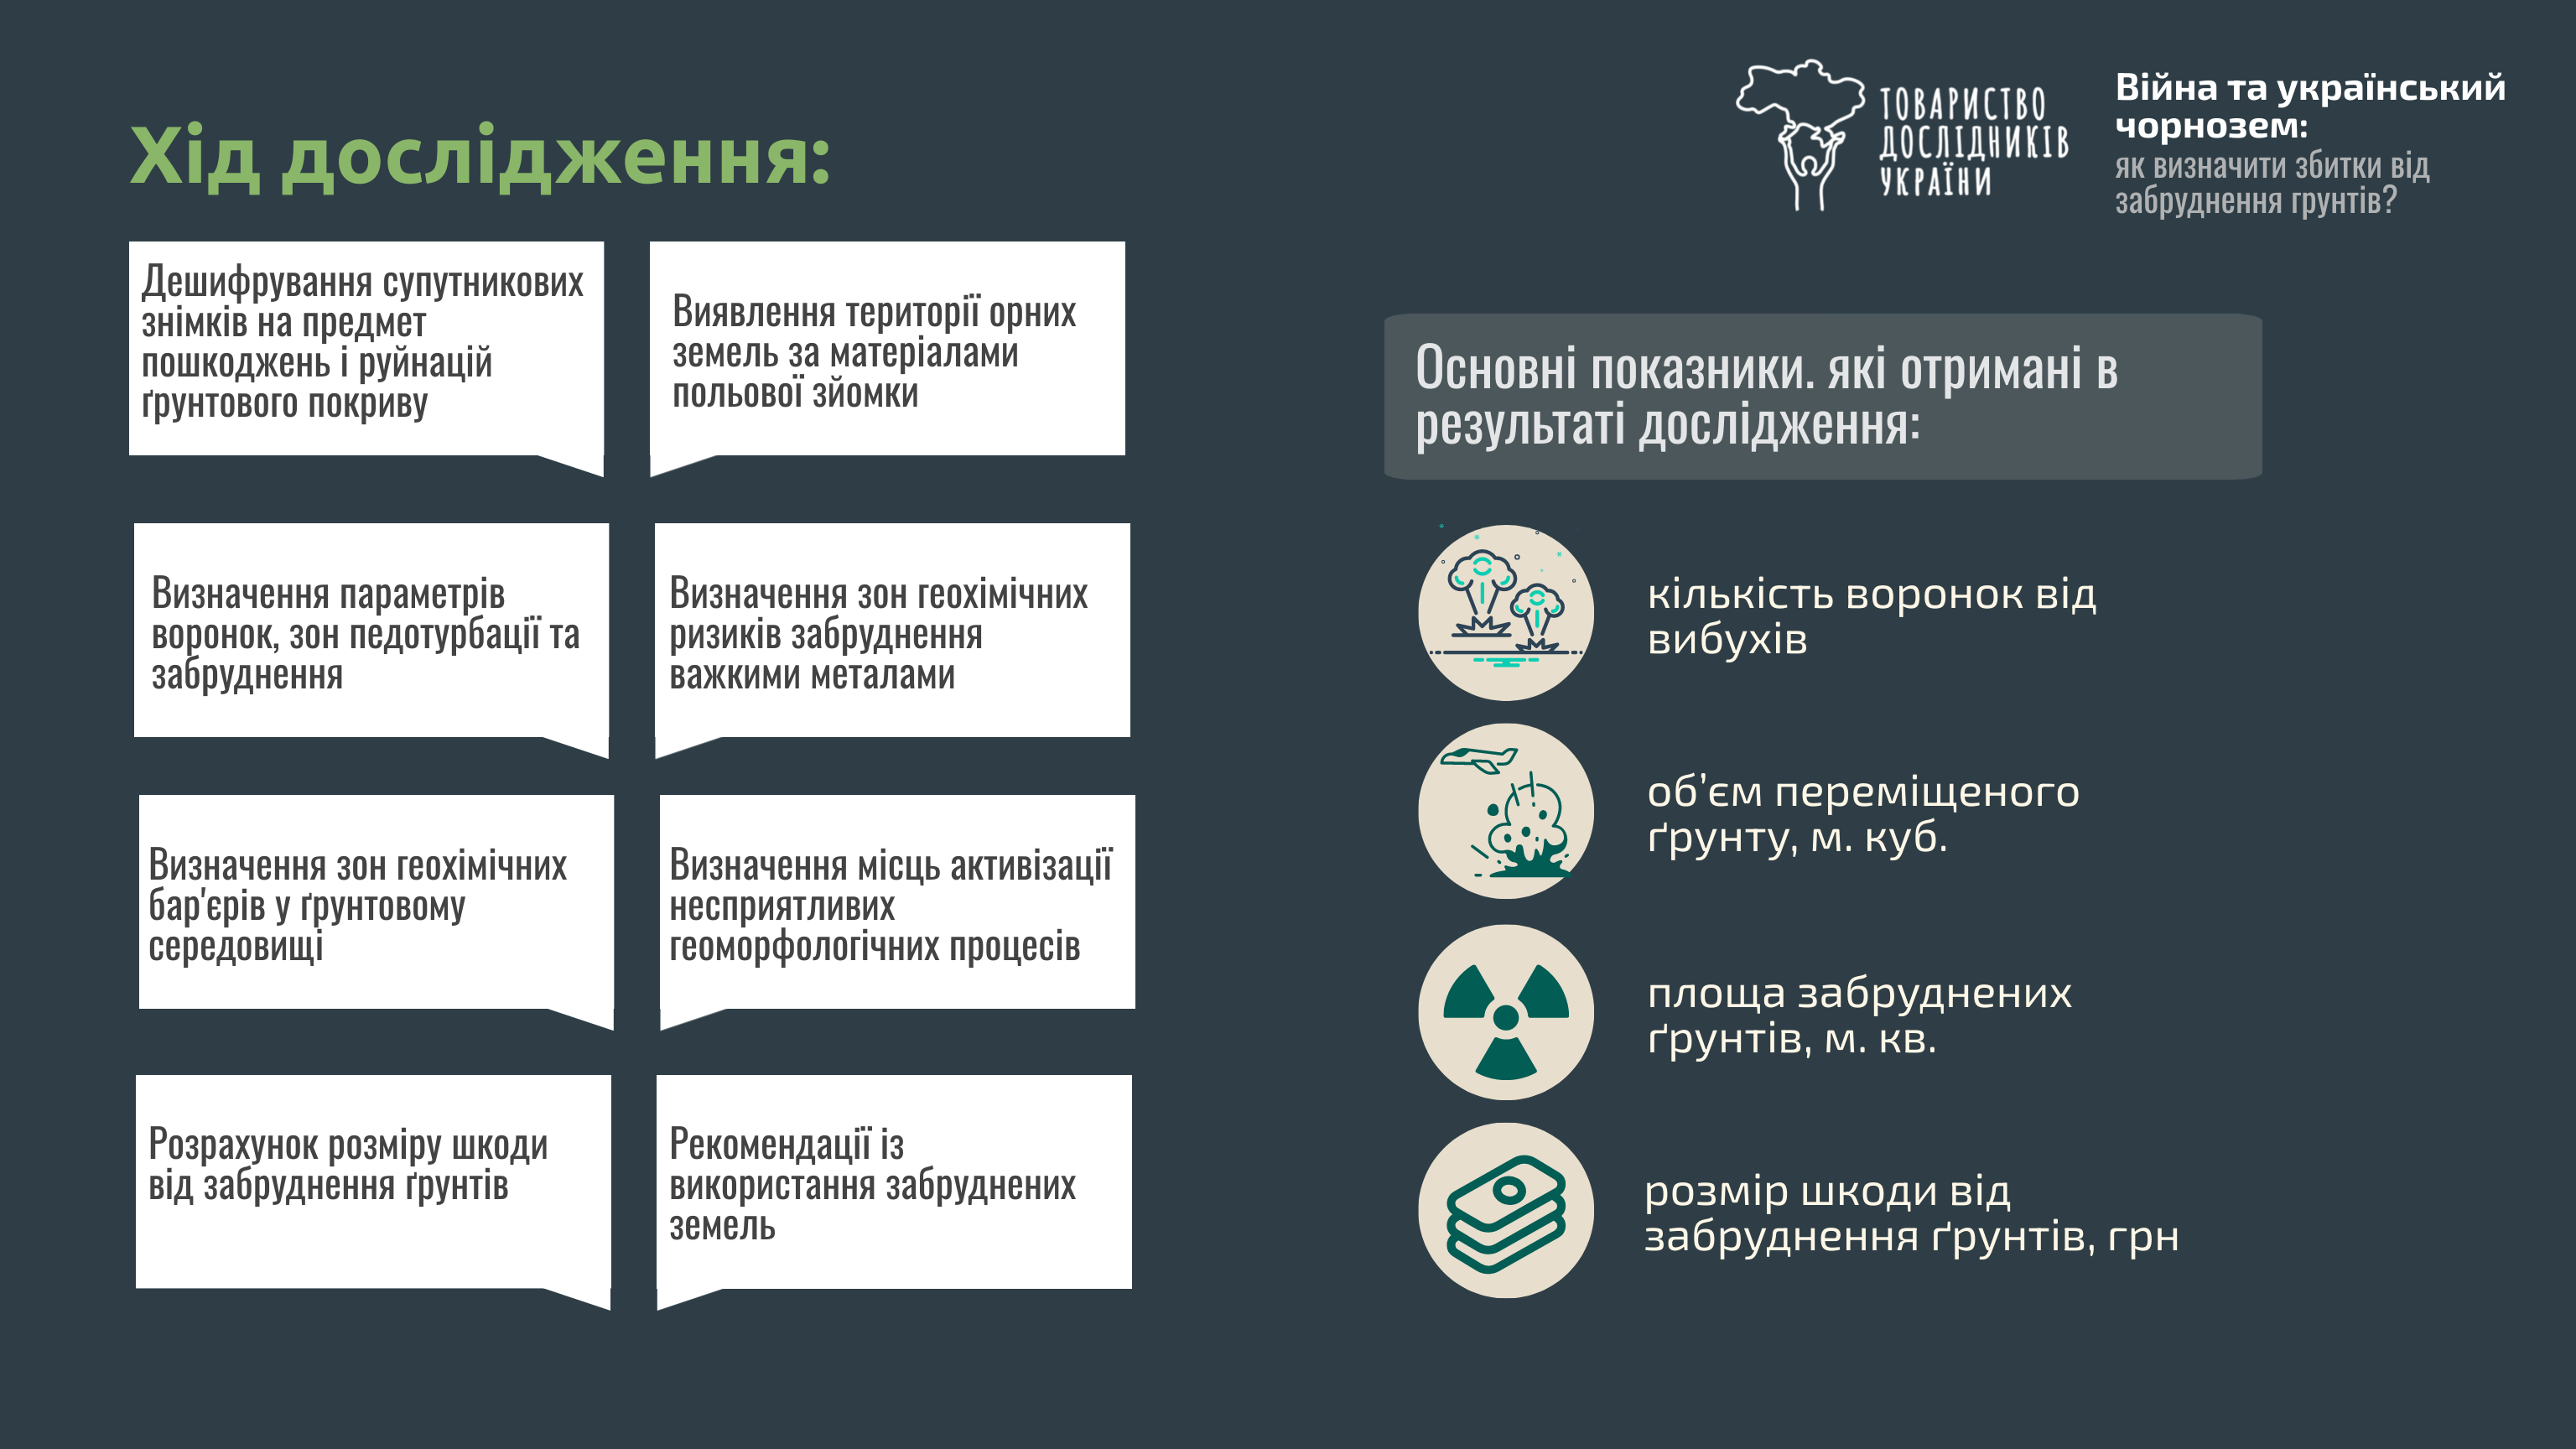 Хід дослідження:
ТОВАРИСТВО
ДОСЛІДНИКІВ
УКРАЇНИ
Війна та український
чорнозем:
як визначити збитки від
забруднення грунтів?
Дешифрування супутникових
знімків на предмет
пошкоджень і руйнацій
ґрунтового покриву
Виявлення території орних
земель за матеріалами
польової зйомки
Визначення параметрів
воронок, зон педотурбації та
забруднення
Визначення зон геохімічних
ризиків забруднення
важкими металами
Визначення зон геохімічних
бар'єрів у ґрунтовому
середовищі
Визначення місць активізації
несприятливих
геоморфологічних процесів
Розрахунок розміру шкоди
від забруднення ґрунтів
Рекомендації із
використання забруднених
земель
Основні показники. які отримані в
результаті дослідження:
кількість воронок від
вибухів
об’єм переміщеного
ґрунту, м. куб.
площа забруднених
ґрунтів, м. кв.
розмір шкоди від
забруднення ґрунтів, грн